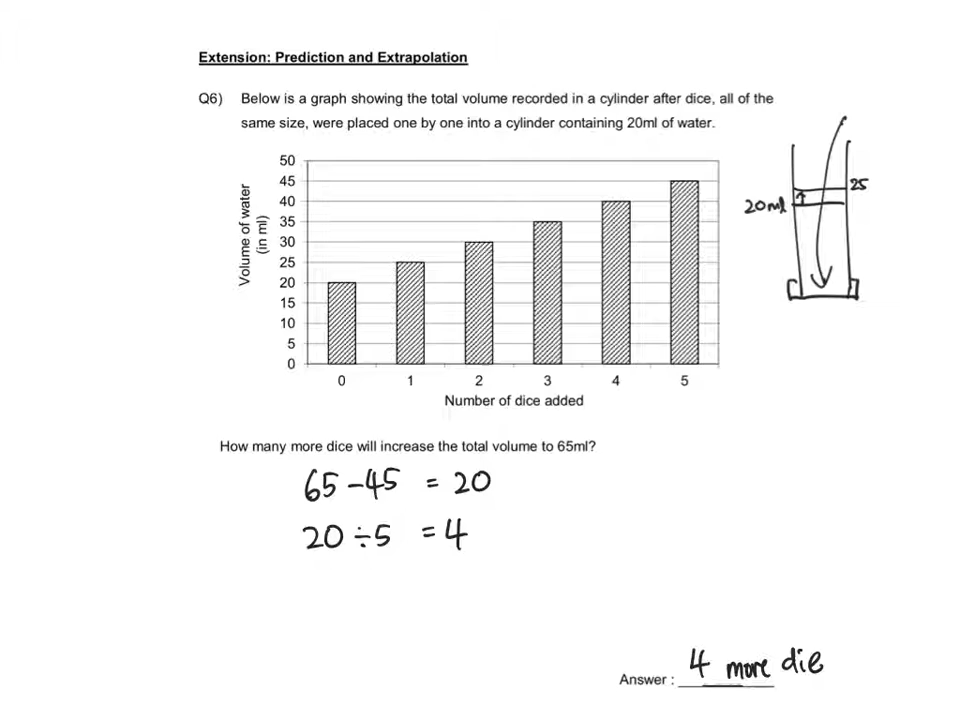 Extension: Prediction and Extrapolation
Q6) Below is a graph showing the total volume recorded in a cylinder after dice, all of the
same size, were placed one by one into a cylinder containing 20ml of water.
50
45
40
35
30
25
20
15
10
5
0
Volume of water
(in ml)
0 1 2 3 4 5
Number of dice added
25
20ml
How many more dice will increase the total volume to 65ml?
65 - 45 = 20
20 ÷ 5 = 4
Answer : 4 more die